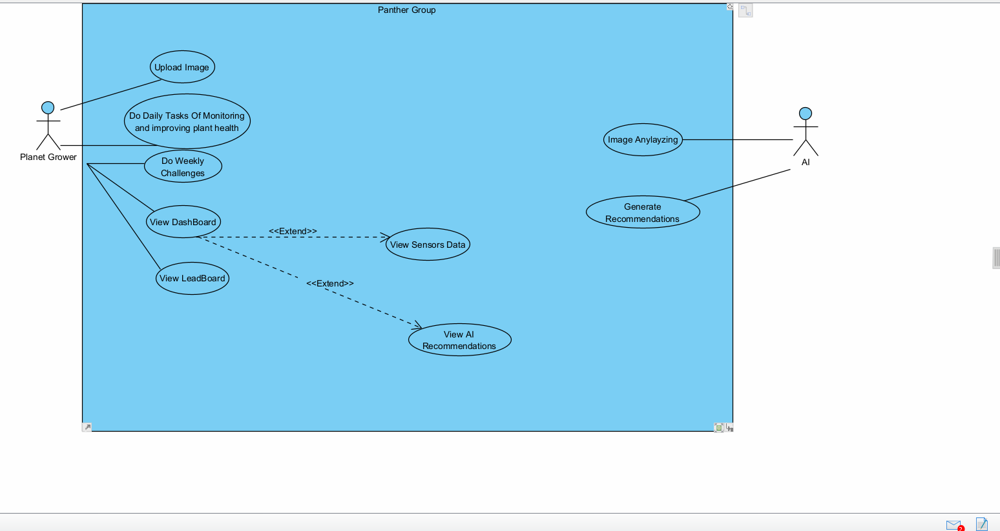 Panther Group
Upload Image
Do Daily Tasks Of Monitoring
and improving plant health
Planet Grower
Do Weekly
Challenges
Image Anylayzing
AI
Generate
Recommendations
View DashBoard
<<Extend>>
View Sensors Data
View LeadBoard
<<Extend>>
View AI
Recommendations
2